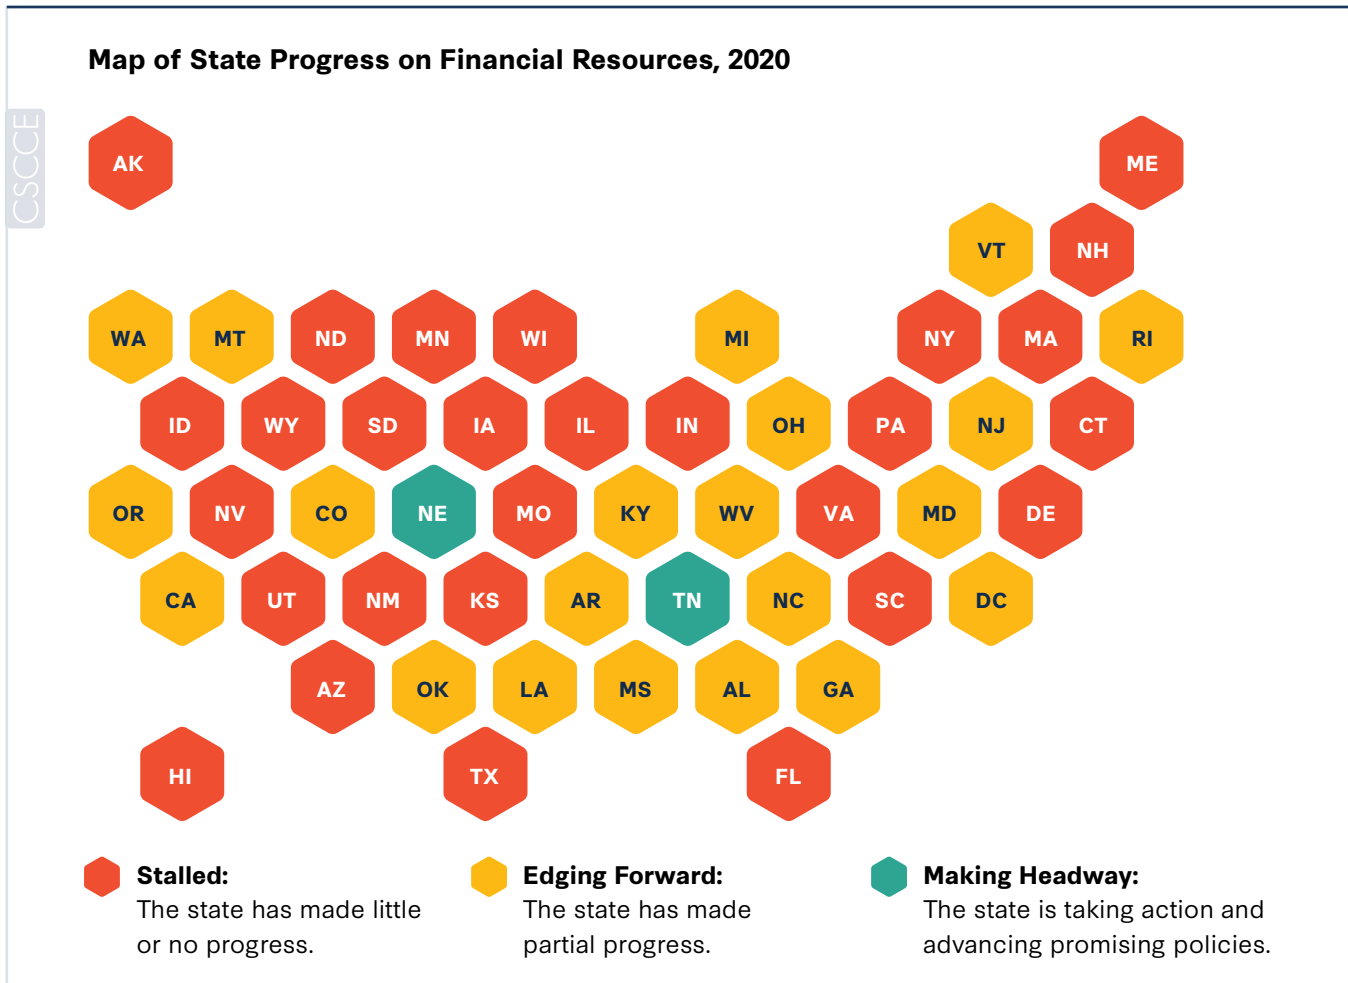 Map of State Progress on Financial Resources, 2020
CSCCE
AK ME
VT NH
WA MT ND MN WI MI NY MA RI
ID WY SD IA IL IN OH PA NJ CT
OR NV CO NE MO KY WV VA MD DE
CA UT NM KS AR TN NC SC DC
AZ OK LA MS AL GA
HI TX FL
Stalled:
The state has made little
or no progress.
Edging Forward:
The state has made
partial progress.
Making Headway:
The state is taking action and
advancing promising policies.